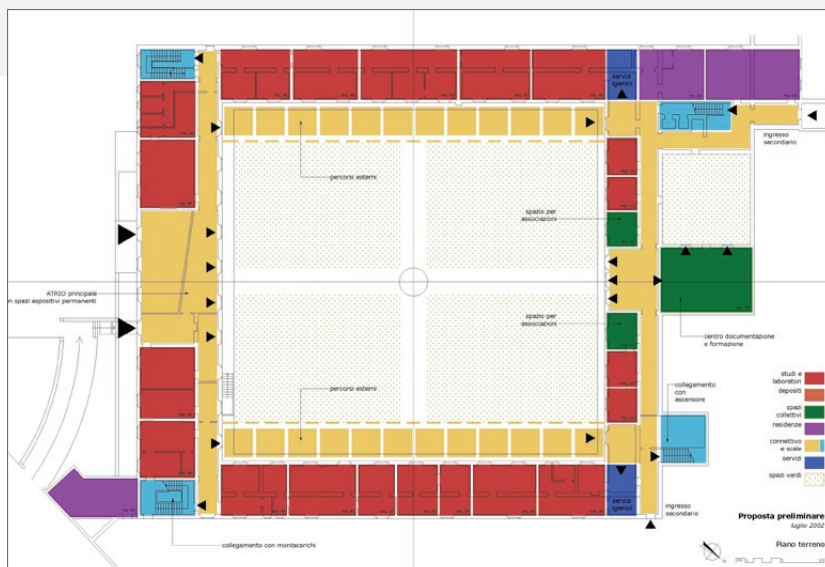 servizi
igienici
ingresso
secondario
percorsi esterni
spazio per
associazioni
ATRIO principale
n spazi espositivi permanenti
spazio per
associazioni
centro documentazione
e formazione
percorsi esterni
collegamento
con
ascensore
studi e
laboratori
depositi
spazi
collettivi
residenze
connettivo
e scale
servizi
spazi verdi
servizi
igienici
ingresso
secondario
collegamento con montacarichi
Proposta preliminare
luglio 2002
Piano terreno